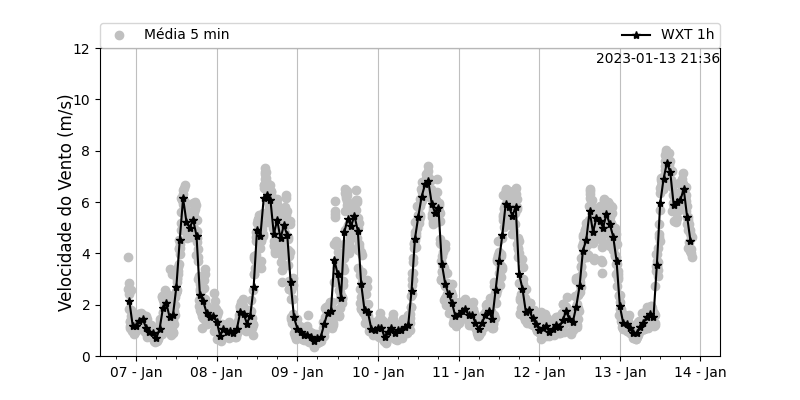 Média 5 min
WXT 1h
2023-01-13 21:36
Velocidade do Vento (m/s)
12
10
8
6
4
2
0
07 - Jan
08 - Jan
09 - Jan
10 - Jan
11 - Jan
12 - Jan
13 - Jan
14 - Jan